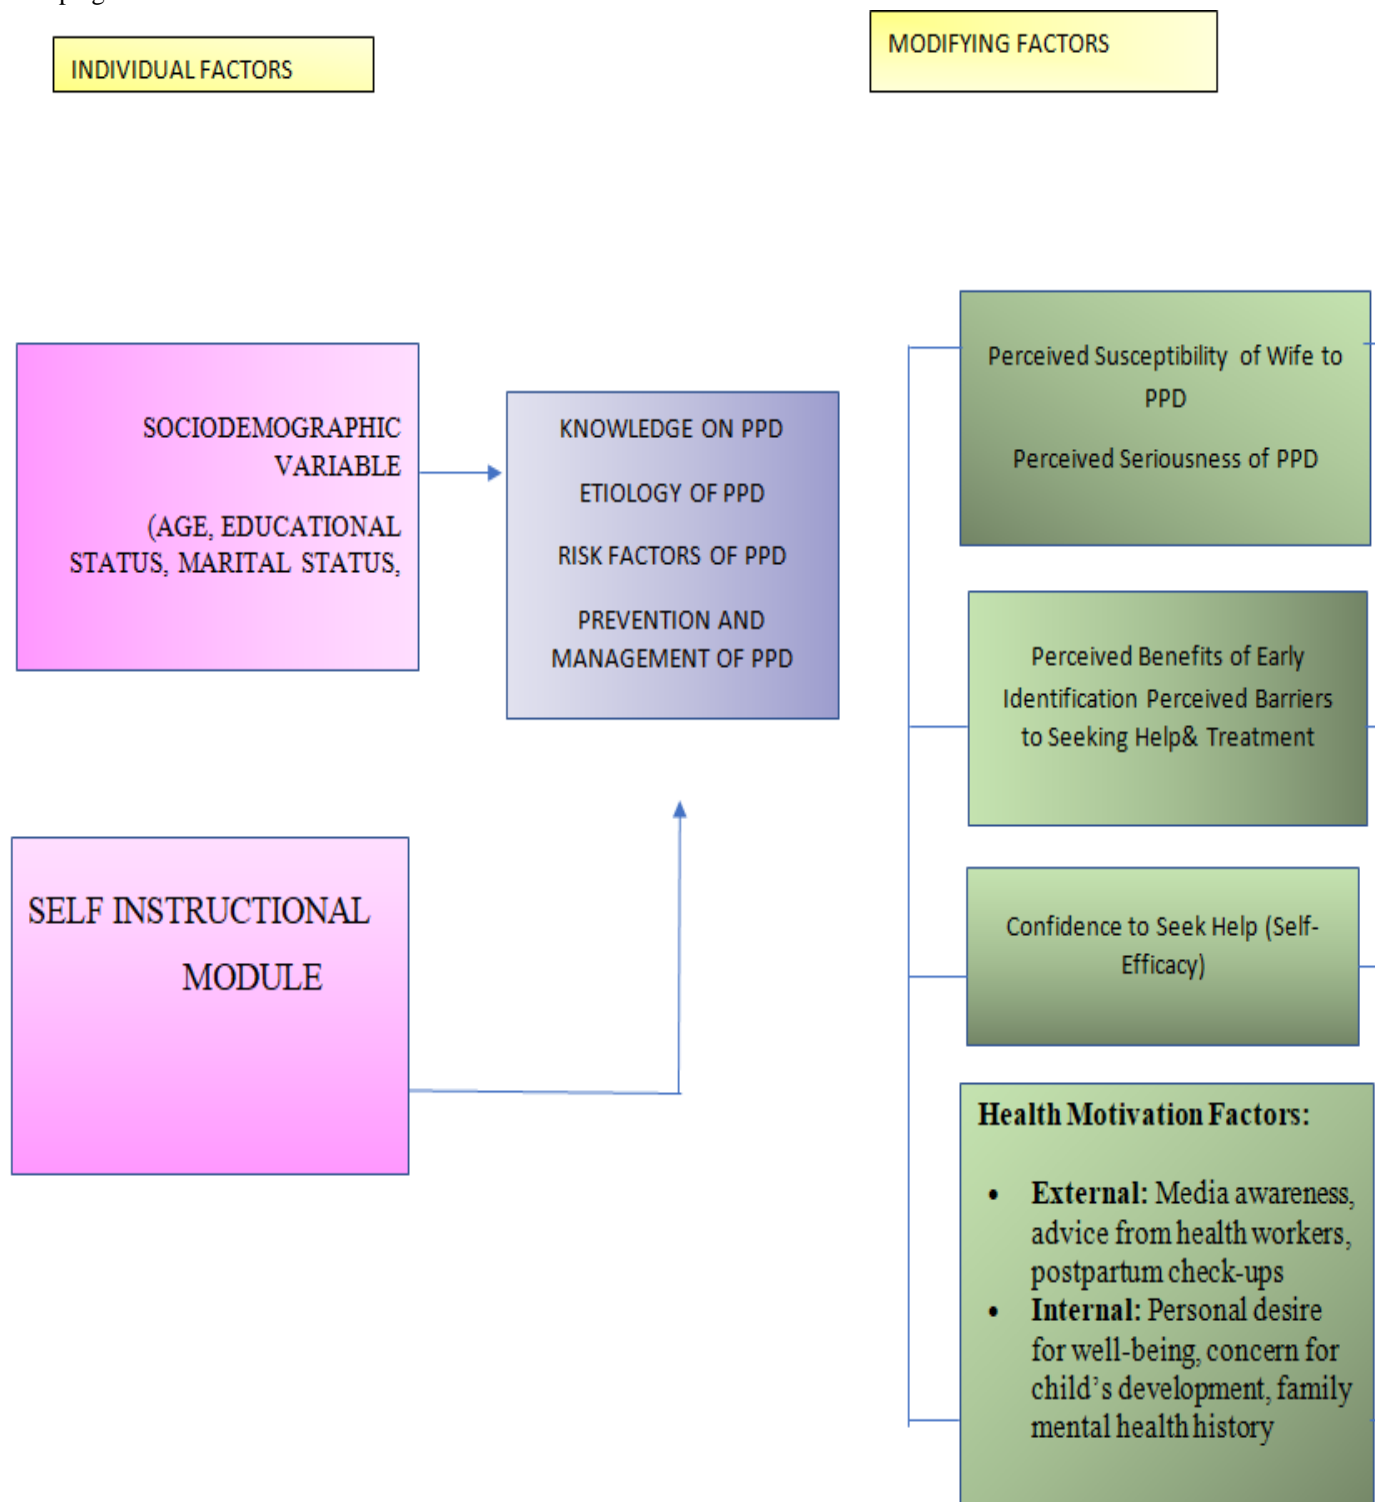 INDIVIDUAL FACTORS
MODIFYING FACTORS
SOCIODEMOGRAPHIC
VARIABLE
(AGE, EDUCATIONAL
STATUS, MARITAL STATUS,
KNOWLEDGE ON PPD
ETIOLOGY OF PPD
RISK FACTORS OF PPD
PREVENTION AND
MANAGEMENT OF PPD
SELF INSTRUCTIONAL
MODULE
Perceived Susceptibility of Wife to
PPD
Perceived Seriousness of PPD
Perceived Benefits of Early
Identification Perceived Barriers
to Seeking Help& Treatment
Confidence to Seek Help (Self-
Efficacy)
Health Motivation Factors:
• External: Media awareness,
advice from health workers,
postpartum check-ups
• Internal: Personal desire
for well-being, concern for
child’s development, family
mental health history